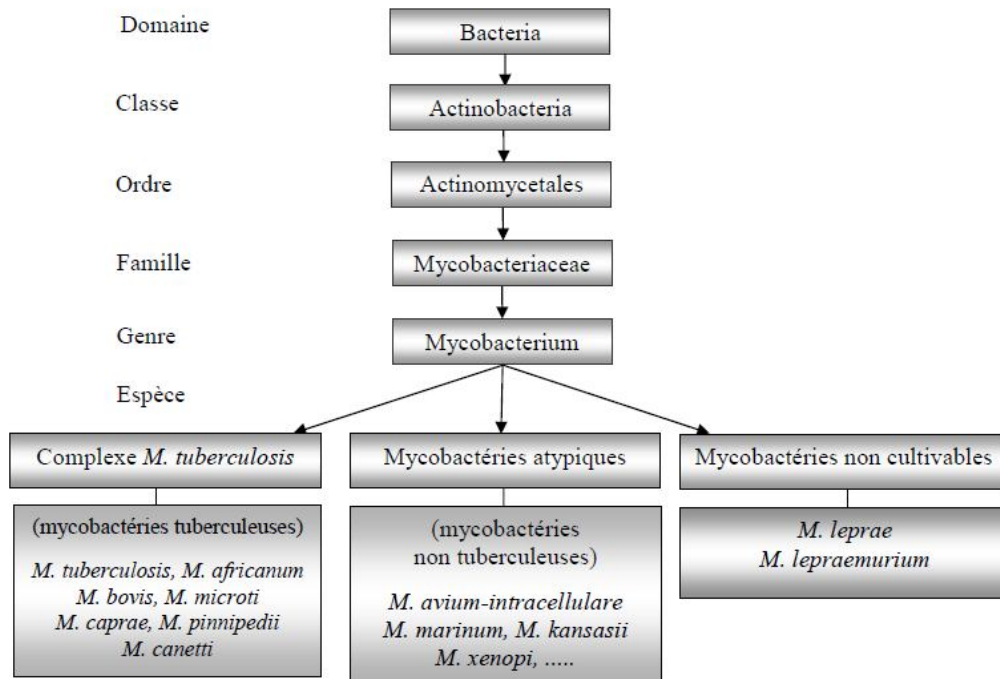 Domaine
Bacteria
Classe
Actinobacteria
Ordre
Actinomycetales
Famille
Mycobacteriaceae
Genre
Mycobacterium
Espèce
Complexe M. tuberculosis
(mycobactéries tuberculeuses)
M. tuberculosis, M. africanum
M. bovis, M. microti
M. caprae, M. pinnipedii
M. canetti
Mycobactéries atypiques
(mycobactéries
non tuberculeuses)
M. avium-intracellulare
M. marinum, M. kansasii
M. xenopi, .....
Mycobactéries non cultivables
M. leprae
M. lepraemurium